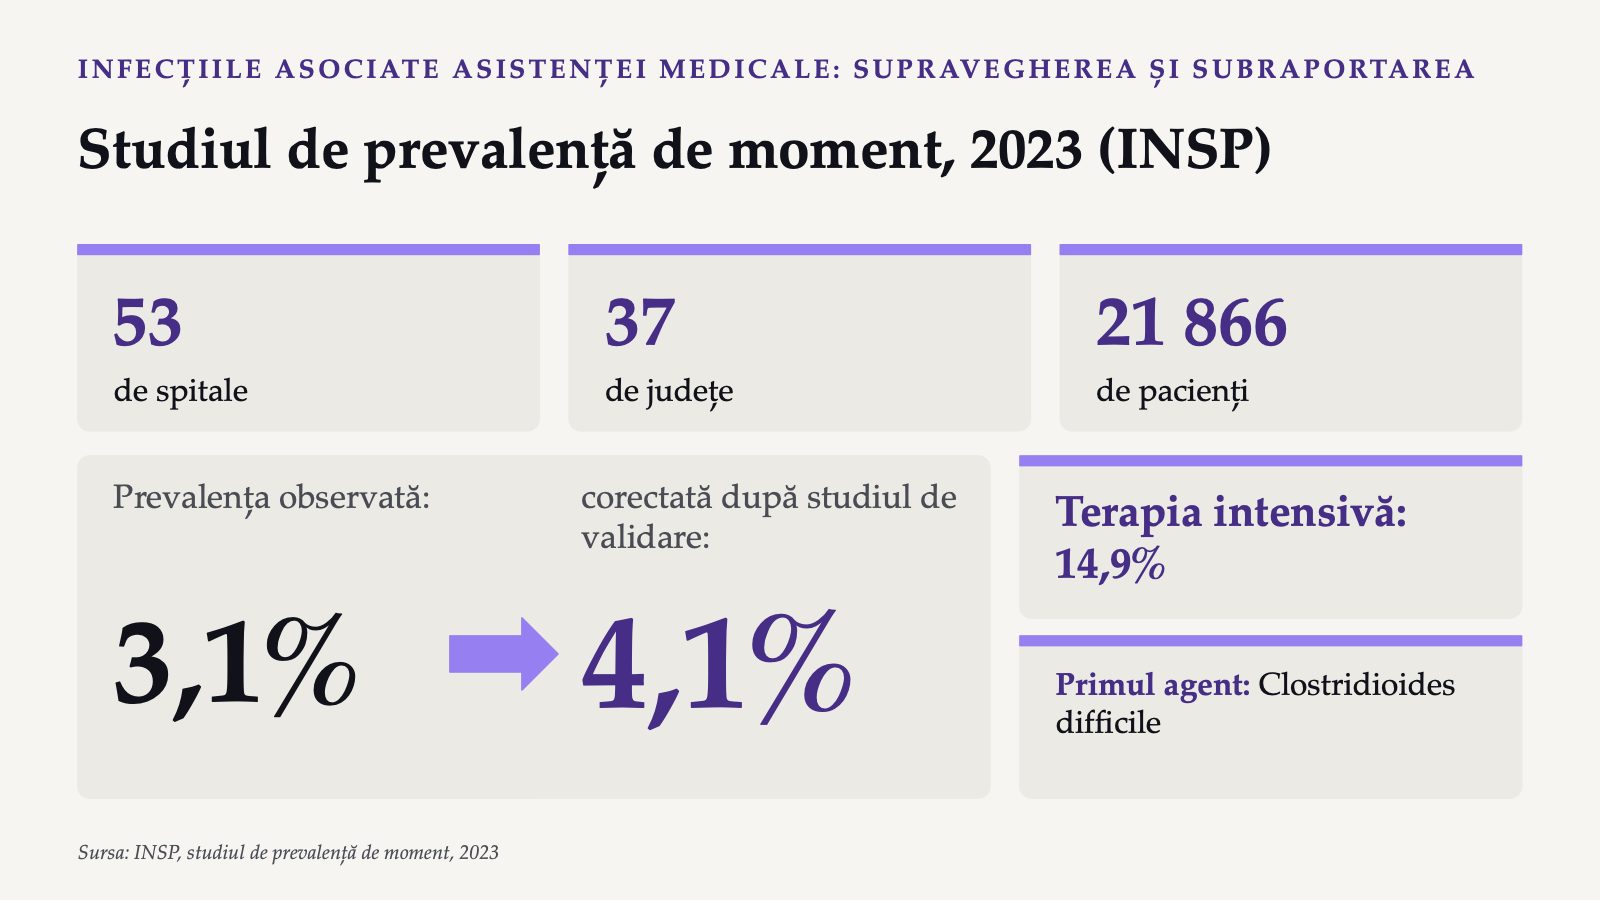 INFECȚIILE ASOCIATE ASISTENȚEI MEDICALE: SUPRAVEGHEREA ȘI SUBRAPORTAREA
Studiul de prevalență de moment, 2023 (INSP)
53
de spitale
37
de județe
21 866
de pacienți
Prevalența observată:
3,1%
corectată după studiul de
validare:
4,1%
Terapia intensivă:
14,9%
Primul agent: Clostridioides
difficile
Sursa: INSP, studiul de prevalență de moment, 2023